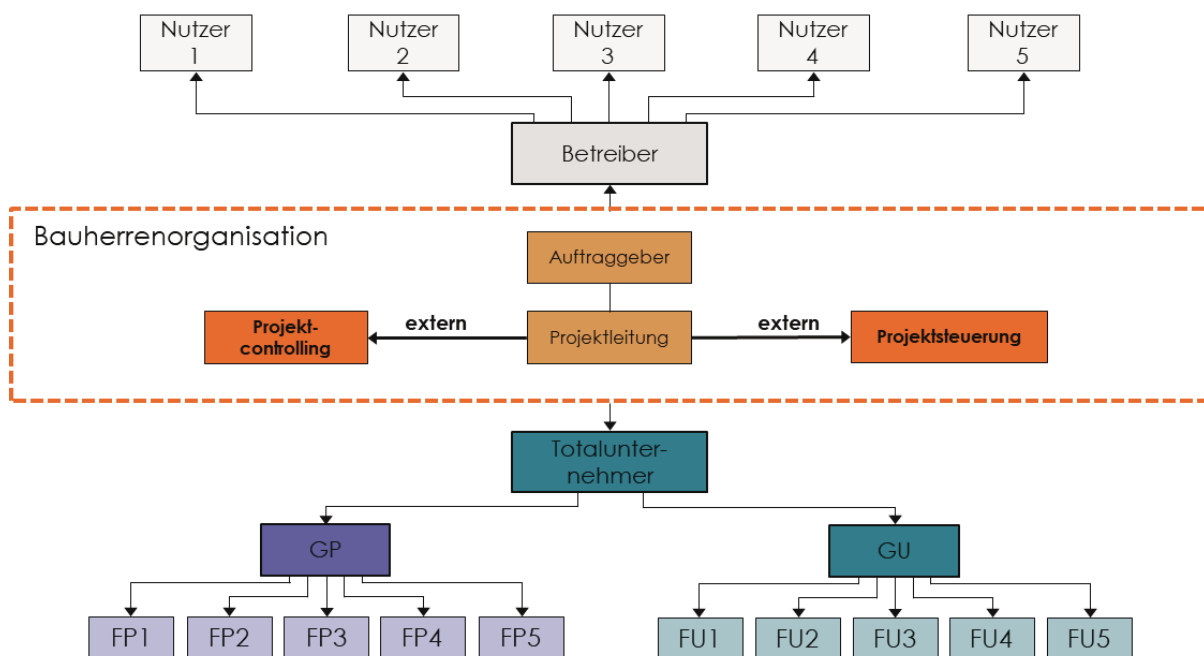 Nutzer
1
Nutzer
2
Nutzer
3
Nutzer
4
Nutzer
5
Betreiber
Bauherrenorganisation
Auftraggeber
Projekt-
controlling
extern
Projektleitung
extern
Projektsteuerung
Totalunter-
nehmer
GP
GU
FP1
FP2
FP3
FP4
FP5
FU1
FU2
FU3
FU4
FU5